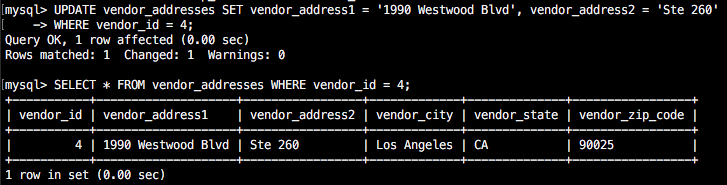 mysql> UPDATE vendor_addresses SET vendor_address1 = '1990 Westwood Blvd', vendor_address2 = 'Ste 260'
    -> WHERE vendor_id = 4;
Query OK, 1 row affected (0.00 sec)
Rows matched: 1  Changed: 1  Warnings: 0
mysql> SELECT * FROM vendor_addresses WHERE vendor_id = 4;
+-----------+--------------------+-----------------+-------------+--------------+-----------------+
| vendor_id | vendor_address1    | vendor_address2 | vendor_city | vendor_state | vendor_zip_code |
+-----------+--------------------+-----------------+-------------+--------------+-----------------+
|         4 | 1990 Westwood Blvd | Ste 260         | Los Angeles | CA           | 90025           |
+-----------+--------------------+-----------------+-------------+--------------+-----------------+
1 row in set (0.00 sec)